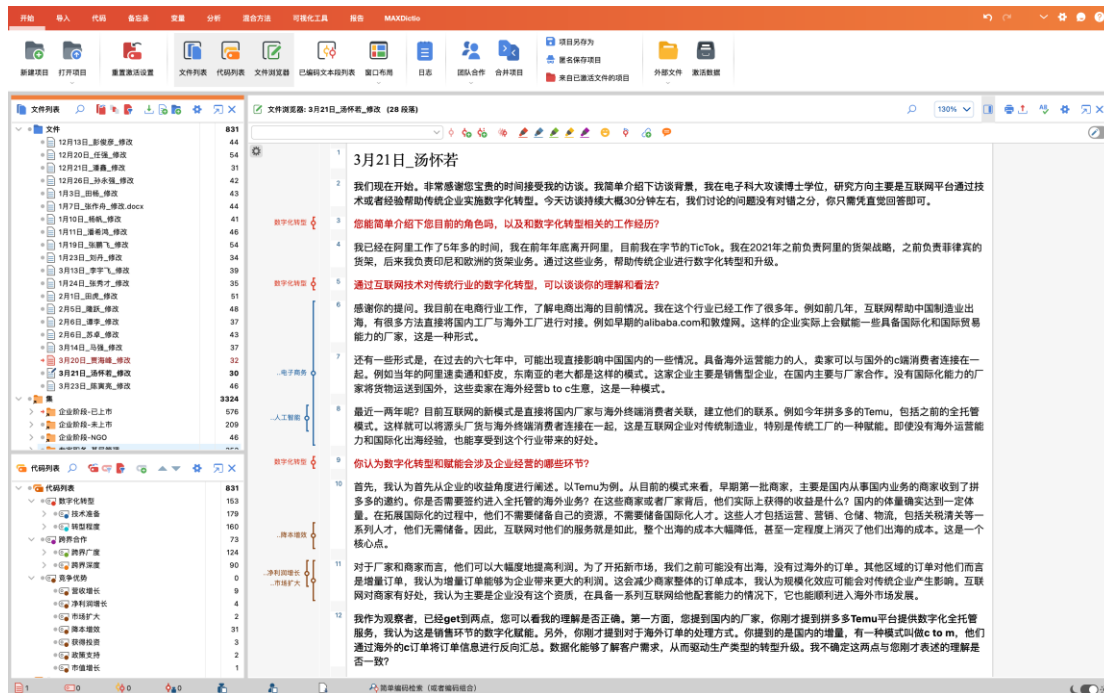 开始 导入 代码 备忘录 变量 分析 混合方法 可视化工具 报告 MAXDictio
新建项目 打开项目 重置激活设置 文件列表 代码列表 文件浏览器 已编码文本段列表 窗口布局 日志 团队合作 合并项目
项目另存为
匿名保存项目
来自已激活文件的项目
外部文件 激活数据
文件列表
文件 831
12月13日_彭俊彦_修改 44
12月20日_任强_修改 54
12月21日_潘鑫_修改 31
12月26日_孙永强_修改 42
1月3日_田杨_修改 43
1月7日_张作舟_修改.docx 44
1月10日_杨帆_修改 41
1月11日_潘希鸿_修改 46
1月19日_张鹏飞_修改 54
1月23日_刘丹_修改 34
3月13日_李宇飞_修改 39
1月24日_张秀才_修改 35
2月1日_田虎_修改 51
2月5日_屠跃_修改 48
2月6日_谭李_修改 37
2月6日_苏卓_修改 43
3月14日_马强_修改 37
3月20日_贾海峰_修改 32
3月21日_汤怀若_修改 30
3月23日_陈寅亮_修改 46
集 3324
企业阶段-已上市 576
企业阶段-未上市 209
企业阶段-NGO 46
代码列表
代码列表 831
数字化转型 153
技术准备 179
转型程度 160
跨界合作 73
跨界广度 124
跨界深度 90
竞争优势 0
营收增长 9
净利润增长 4
市场扩大 2
降本增效 31
获得投资 3
政策支持 2
市值增长 1
文件浏览器: 3月21日_汤怀若_修改 (28 段落)
130%
1 3月21日_汤怀若
2 我们现在开始。非常感谢您宝贵的时间接受我的访谈。我简单介绍下访谈背景，我在电子科大攻读博士学位，研究方向主要是互联网平台通过技
术或者经验帮助传统企业实施数字化转型。今天访谈持续大概30分钟左右，我们讨论的问题没有对错之分，你只需凭直觉回答即可。
数字化转型
3 您能简单介绍下您目前的角色吗，以及和数字化转型相关的工作经历？
4 我已经在阿里工作了5年多的时间，我在前年年底离开阿里，目前我在字节的TicTok。我在2021年之前负责阿里的货架战略，之前负责菲律宾的
货架，后来我负责印尼和欧洲的货架业务。通过这些业务，帮助传统企业进行数字化转型和升级。
数字化转型
5 通过互联网技术对传统行业的数字化转型，可以谈谈你的理解和看法？
6 感谢你的提问。我目前在电商行业工作，了解电商出海的目前情况。我在这个行业已经工作了很多年。例如前几年，互联网帮助中国制造业出
海，有很多方法直接将国内工厂与海外工厂进行对接。例如早期的alibaba.com和敦煌网。这样的企业实际上会赋能一些具备国际化和国际贸易
能力的厂家，这是一种形式。
..电子商务
7 还有一些形式是，在过去的六七年中，可能出现直接影响中国国内的一些情况。具备海外运营能力的人，卖家可以与国外的c端消费者连接在一
起。例如当年的阿里速卖通和虾皮，东南亚的老大都是这样的模式。这家企业主要是销售型企业，在国内主要与厂家合作。没有国际化能力的厂
家将货物运送到国外，这些卖家在海外经营b to c生意，这是一种模式。
..人工智能
8 最近一两年呢？目前互联网的新模式是直接将国内厂家与海外终端消费者关联，建立他们的联系。例如今年拼多多的Temu，包括之前的全托管
模式。这样就可以将源头厂货与海外终端消费者连接在一起，这是互联网企业对传统制造业，特别是传统工厂的一种赋能。即使没有海外运营能
力和国际化出海经验，也能享受到这个行业带来的好处。
数字化转型
9 你认为数字化转型和赋能会涉及企业经营的哪些环节？
10 首先，我认为首先从企业的收益角度进行阐述。以Temu为例。从目前的模式来看，早期第一批商家，主要是国内从事国内业务的商家收到了拼
多多的邀约。你是否需要签约进入全托管的海外业务？在这些商家或者厂家背后，他们实际上获得的收益是什么？国内的体量确实达到一定体
量。在拓展国际化的过程中，他们不需要储备自己的资源，不需要储备国际化人才。这些人才包括运营、营销、仓储、物流，包括关税清关等一
系列人才，他们无需储备。因此，互联网对他们的服务就是如此，整个出海的成本大幅降低，甚至一定程度上消灭了他们出海的成本。这是一个
核心点。
..降本增效
..净利润增长
..市场扩大
11 对于厂家和商家而言，他们可以大幅度地提高利润。为了开拓新市场，我们之前可能没有出海，没有过海外的订单。其他区域的订单对他们而言
是增量订单，我认为增量订单能够为企业带来更大的利润。这会减少商家整体的订单成本，我认为规模化效应可能会对传统企业产生影响。互联
网对商家有好处，我认为主要是企业没有这个资质，在具备一系列互联网给他配套能力的情况下，它也能顺利进入海外市场发展。
12 我作为观察者，已经get到两点，您可以看我的理解是否正确。第一方面，您提到国内的厂家，你刚才提到拼多多Temu平台提供数字化全托管
服务，我认为这是销售环节的数字化赋能。另外，你刚才提到对于海外订单的处理方式。你提到的是国内的增量，有一种模式叫做c to m，他们
通过海外的c订单将订单信息进行反向汇总。数据化能够了解客户需求，从而驱动生产类型的转型升级。我不确定这两点与您刚才表述的理解是
否一致？
1 0 0 0 简单编码检索（或者编码组合）